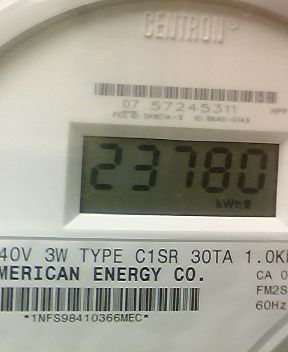 CENTRON®
07 57245311
23780
kWh
40V 3W TYPE C1SR 30TA 1.0K
MERICAN ENERGY CO.
CA 0
FM2S
60Hz
*1NFS98410366MEC*